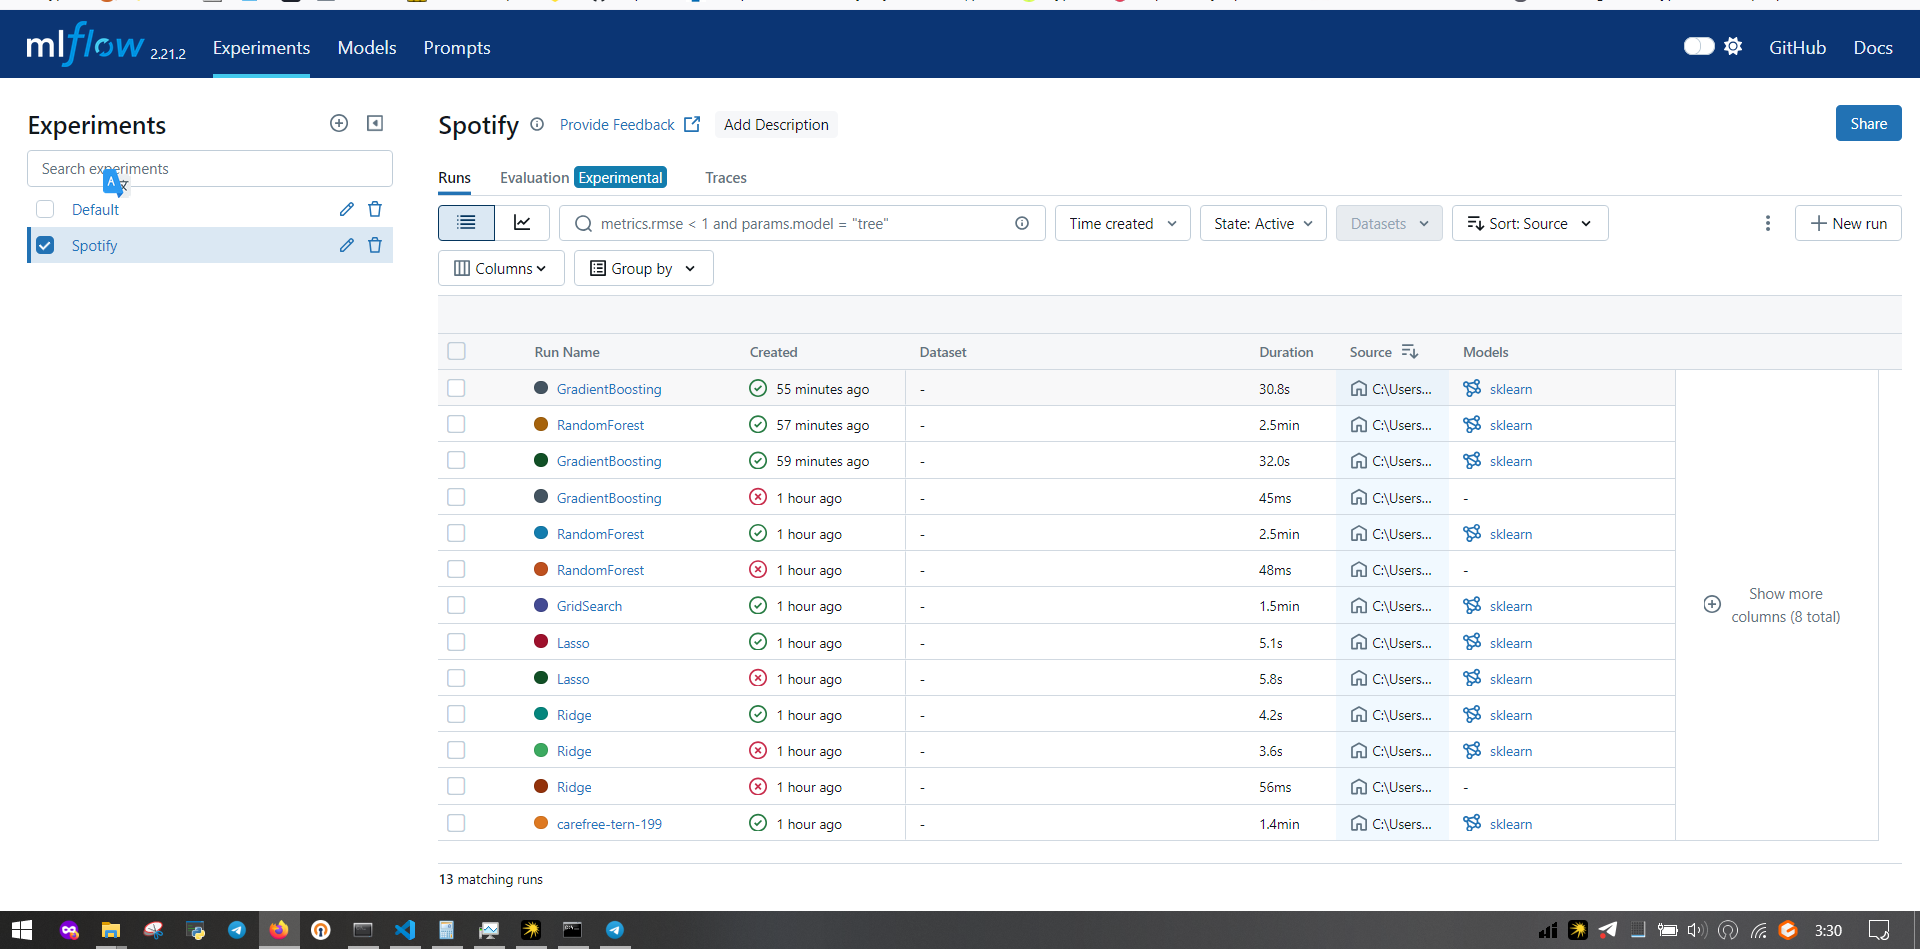 mlflow 2.21.2 Experiments Models Prompts GitHub Docs
Experiments
Search experiments
Default
Spotify
Spotify Provide Feedback Add Description Share
Runs Evaluation Experimental Traces
metrics.rmse < 1 and params.model = "tree" Time created State: Active Datasets Sort: Source New run
Columns Group by
Run Name Created Dataset Duration Source Models
GradientBoosting 55 minutes ago - 30.8s C:\Users... sklearn
RandomForest 57 minutes ago - 2.5min C:\Users... sklearn
GradientBoosting 59 minutes ago - 32.0s C:\Users... sklearn
GradientBoosting 1 hour ago - 45ms C:\Users... -
RandomForest 1 hour ago - 2.5min C:\Users... sklearn
RandomForest 1 hour ago - 48ms C:\Users... -
GridSearch 1 hour ago - 1.5min C:\Users... sklearn
Lasso 1 hour ago - 5.1s C:\Users... sklearn
Lasso 1 hour ago - 5.8s C:\Users... sklearn
Ridge 1 hour ago - 4.2s C:\Users... sklearn
Ridge 1 hour ago - 3.6s C:\Users... sklearn
Ridge 1 hour ago - 56ms C:\Users... -
carefree-tern-199 1 hour ago - 1.4min C:\Users... sklearn
Show more
columns (8 total)
13 matching runs
3:30